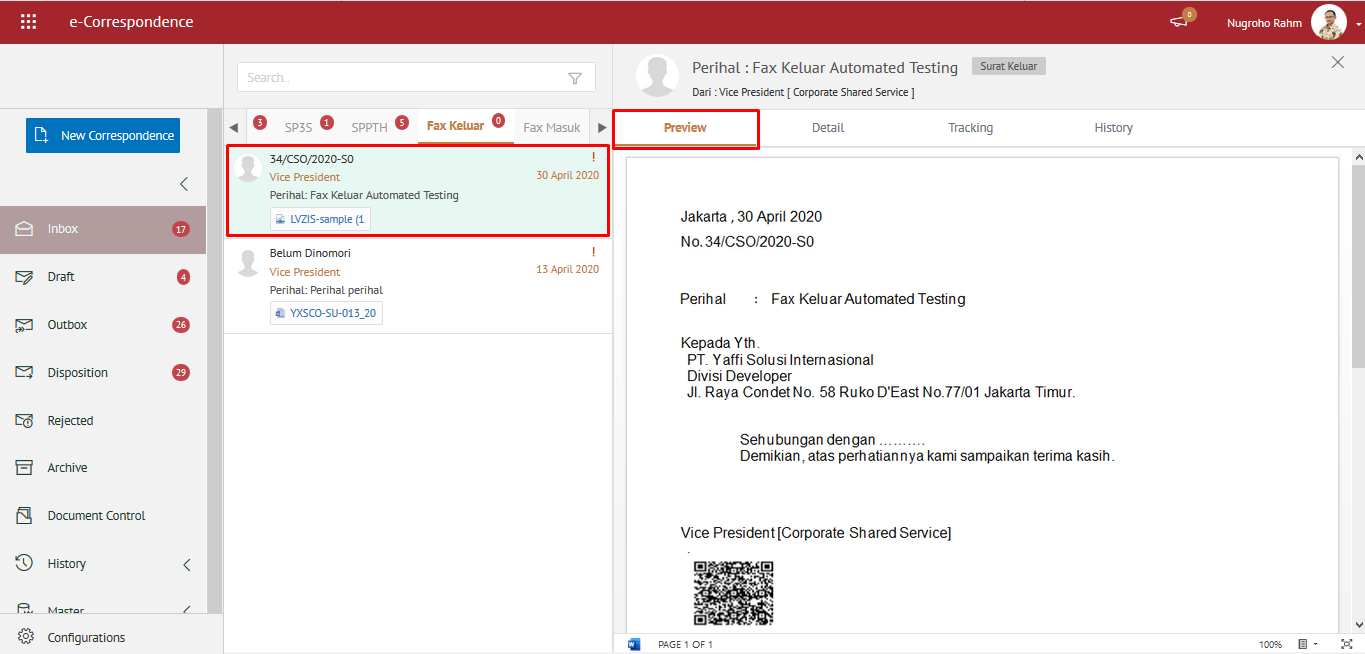 e-Correspondence
0
Nugroho Rahm
New Correspondence
Inbox 17
Draft 4
Outbox 26
Disposition 29
Rejected
Archive
Document Control
History
Master
Configurations
Search..
3 SP3S 1 SPPTH 5 Fax Keluar 0 Fax Masuk
34/CSO/2020-S0 !
Vice President 30 April 2020
Perihal: Fax Keluar Automated Testing
LVZIS-sample (1
Belum Dinomori !
Vice President 13 April 2020
Perihal: Perihal perihal
YXSCO-SU-013_20
Perihal : Fax Keluar Automated Testing Surat Keluar
Dari : Vice President [ Corporate Shared Service ]
Preview Detail Tracking History
Jakarta , 30 April 2020
No. 34/CSO/2020-S0
Perihal : Fax Keluar Automated Testing
Kepada Yth.
PT. Yaffi Solusi Internasional
Divisi Developer
Jl. Raya Condet No. 58 Ruko D'East No.77/01 Jakarta Timur.
Sehubungan dengan ……….
Demikian, atas perhatiannya kami sampaikan terima kasih.
Vice President [Corporate Shared Service]
.
PAGE 1 OF 1 100%